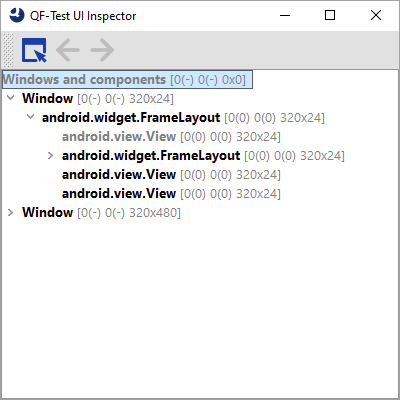 QF-Test UI Inspector
Windows and components [0(-) 0(-) 0x0]
Window [0(-) 0(-) 320x24]
android.widget.FrameLayout [0(0) 0(0) 320x24]
android.view.View [0(0) 0(0) 320x24]
android.widget.FrameLayout [0(0) 0(0) 320x24]
android.view.View [0(0) 0(0) 320x24]
android.view.View [0(0) 0(0) 320x24]
Window [0(-) 0(-) 320x480]